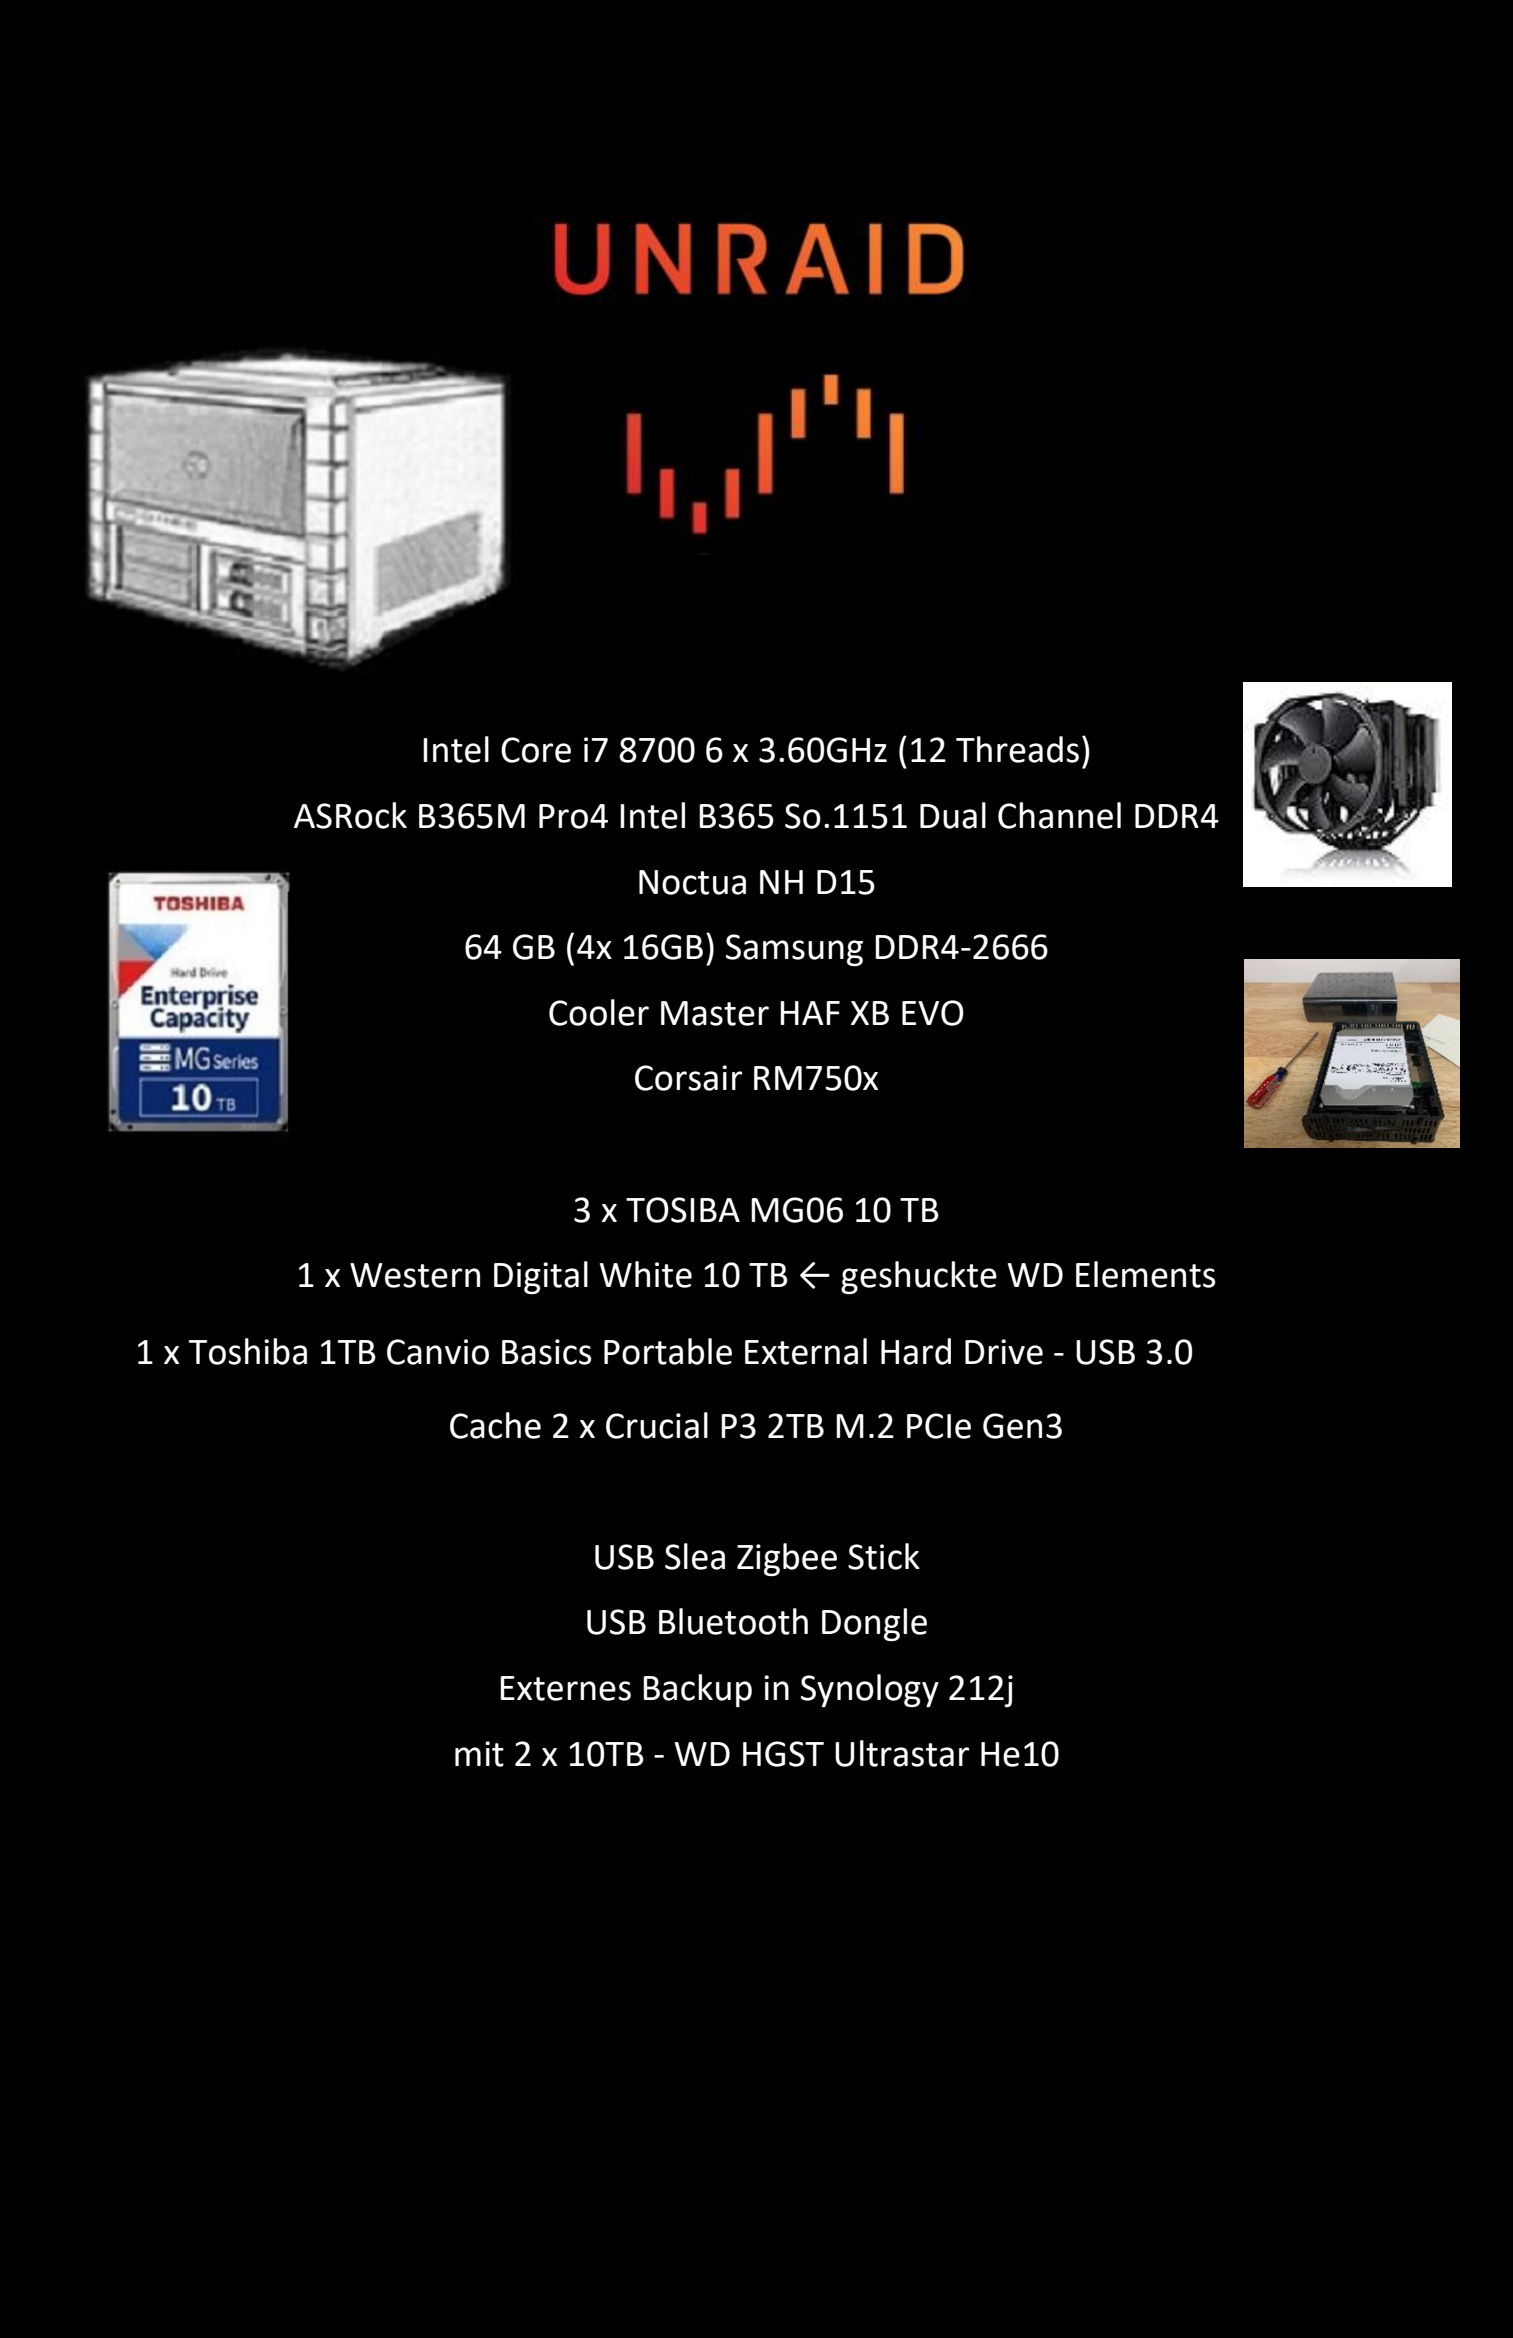 UNRAID
Intel Core i7 8700 6 x 3.60GHz (12 Threads)
ASRock B365M Pro4 Intel B365 So.1151 Dual Channel DDR4
Noctua NH D15
64 GB (4x 16GB) Samsung DDR4-2666
Cooler Master HAF XB EVO
Corsair RM750x
TOSHIBA
Hard Drive
Enterprise
Capacity
MG Series
10 TB
3 x TOSIBA MG06 10 TB
1 x Western Digital White 10 TB ← geshuckte WD Elements
1 x Toshiba 1TB Canvio Basics Portable External Hard Drive - USB 3.0
Cache 2 x Crucial P3 2TB M.2 PCIe Gen3
USB Slea Zigbee Stick
USB Bluetooth Dongle
Externes Backup in Synology 212j
mit 2 x 10TB - WD HGST Ultrastar He10